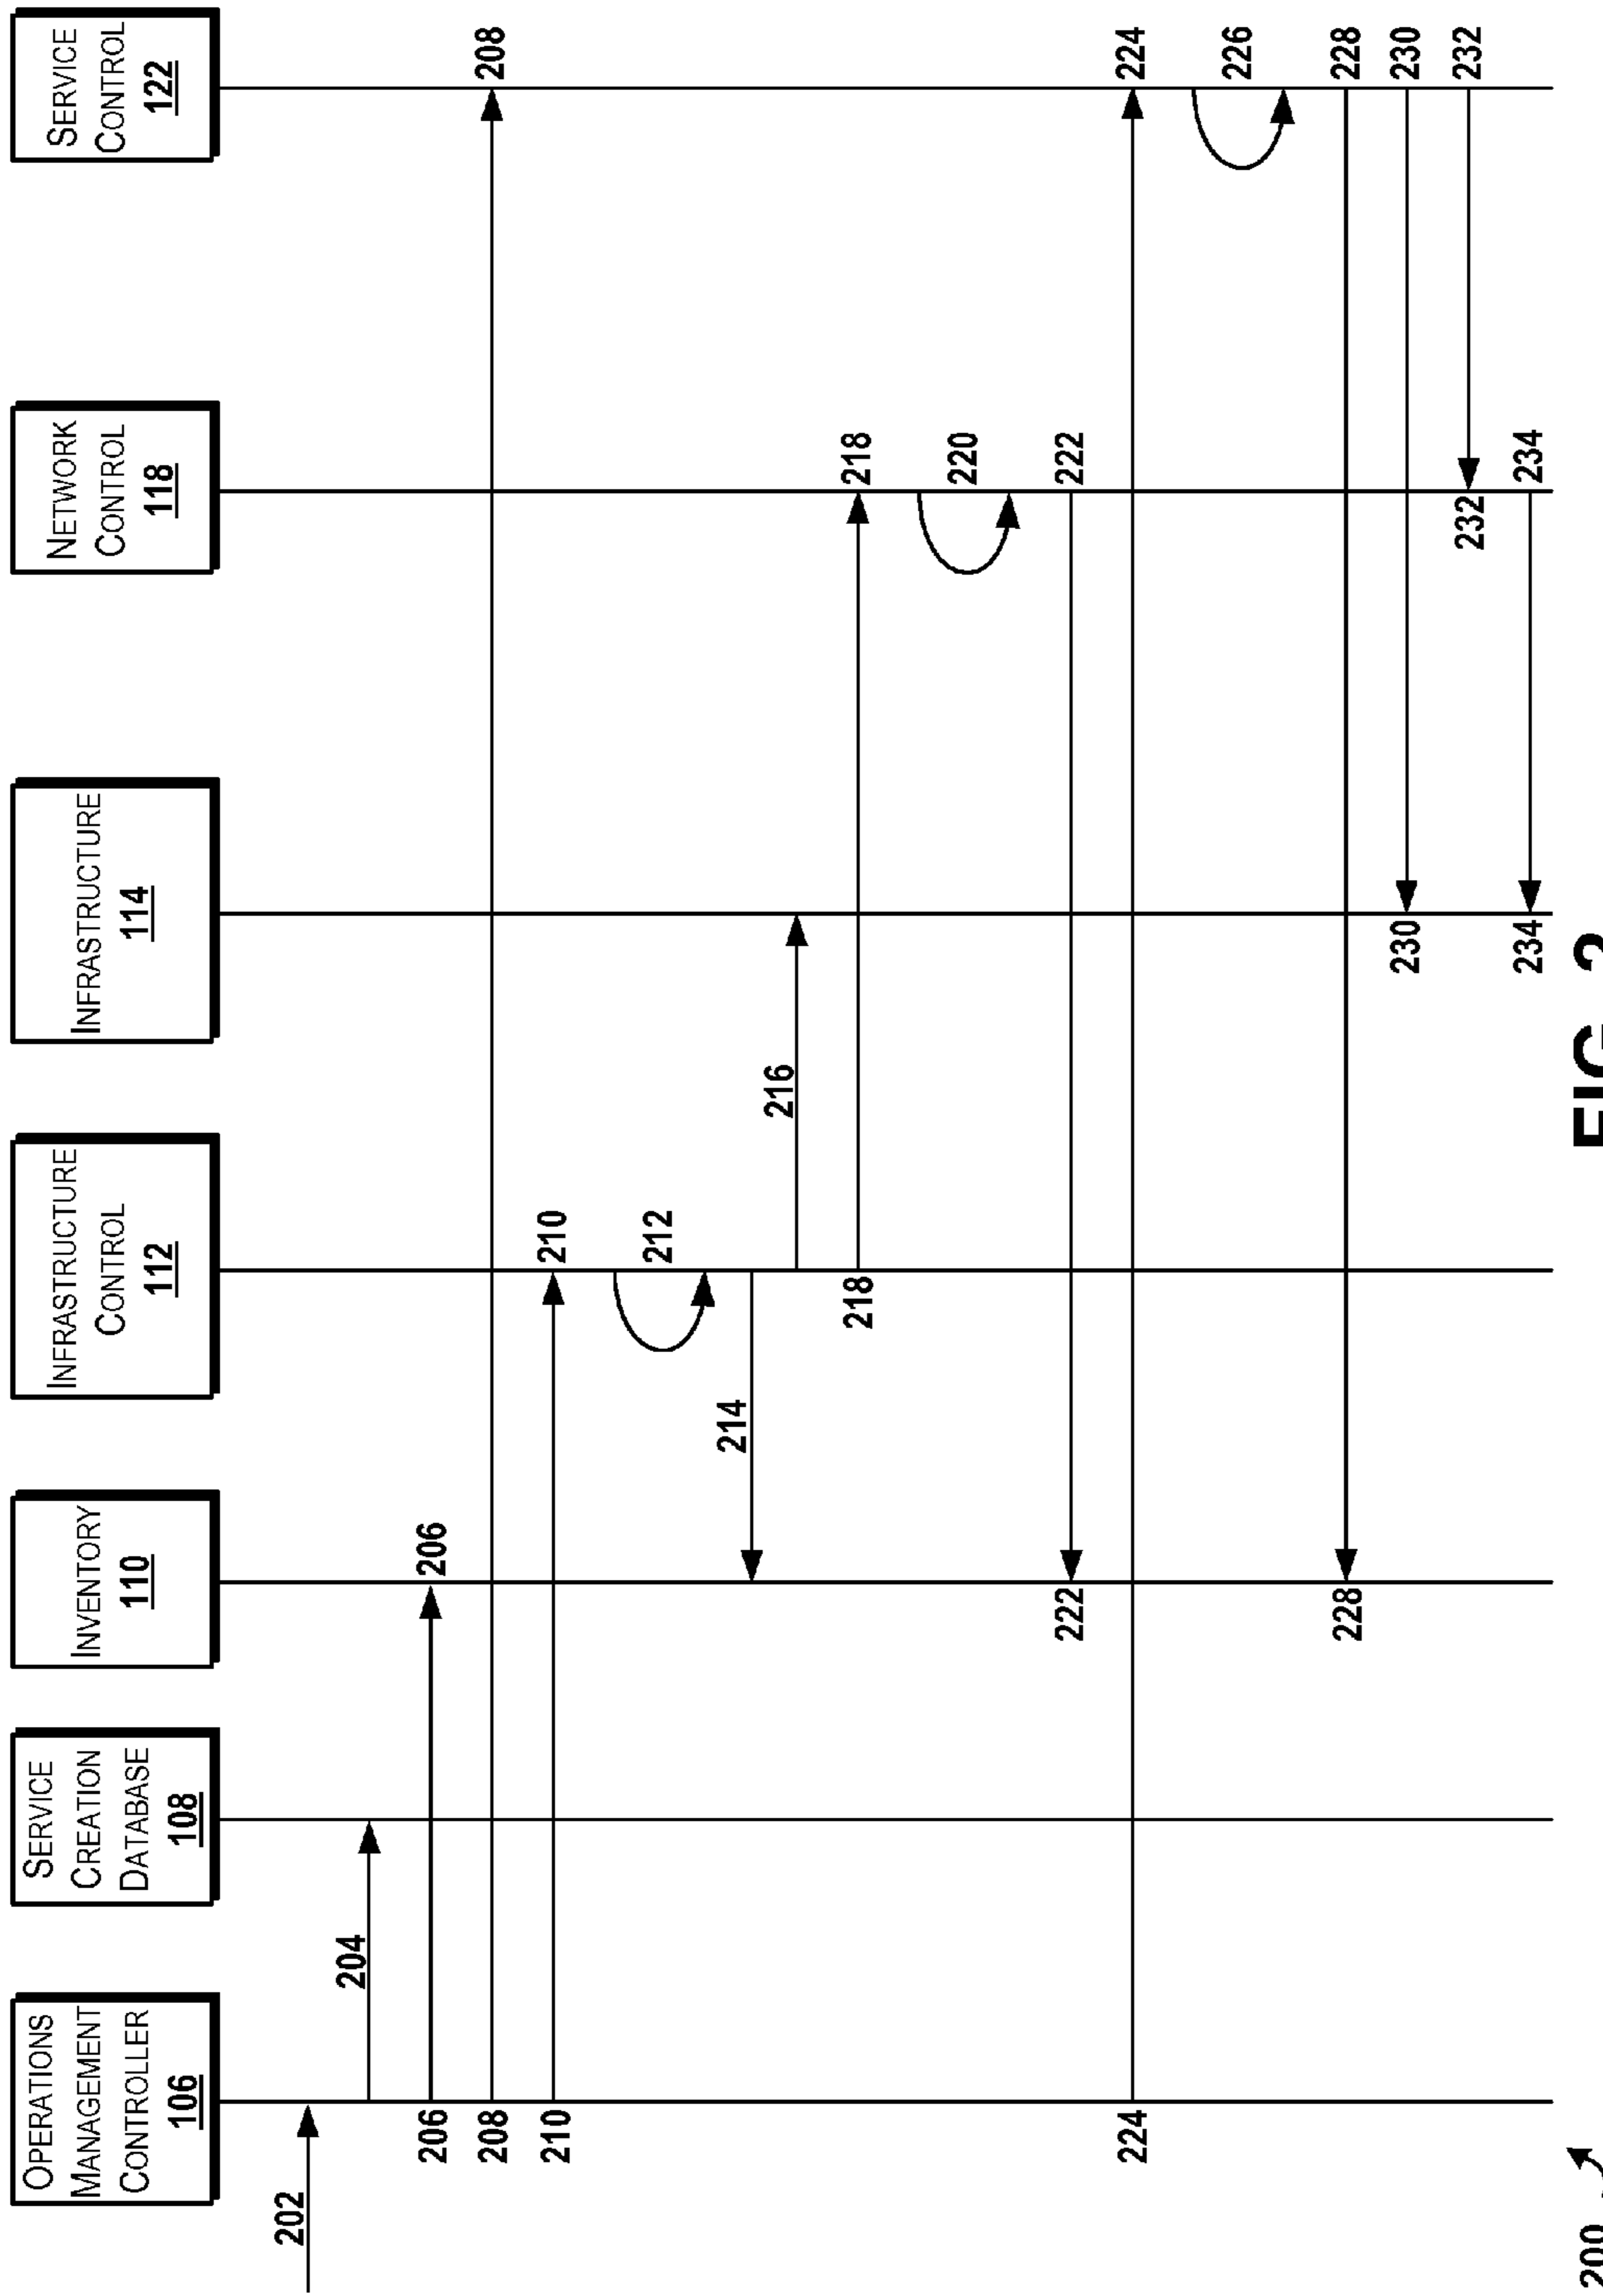 OPERATIONS
MANAGEMENT
CONTROLLER
106
SERVICE
CREATION
DATABASE
108
INVENTORY
110
INFRASTRUCTURE
CONTROL
112
INFRASTRUCTURE
114
NETWORK
CONTROL
118
SERVICE
CONTROL
122
202
204
206
206
208
208
210
210
212
214
216
218
218
220
222
222
224
224
226
228
228
230
230
232
232
234
234
200
FIG. 2